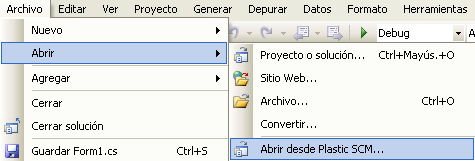 Archivo Editar Ver Proyecto Generar Depurar Datos Formato Herramientas
Nuevo
Abrir
Agregar
Cerrar
Cerrar solución
Guardar Form1.cs Ctrl+S
Debug
Proyecto o solución... Ctrl+Mayús.+O
Sitio Web...
Archivo... Ctrl+O
Convertir...
Abrir desde Plastic SCM...